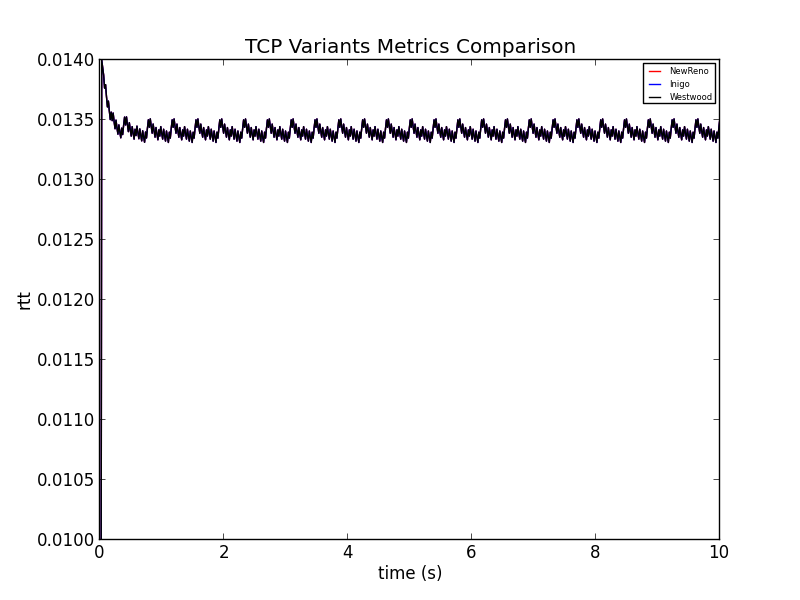 TCP Variants Metrics Comparison
NewReno
Inigo
Westwood
rtt
0.0140
0.0135
0.0130
0.0125
0.0120
0.0115
0.0110
0.0105
0.0100
0 2 4 6 8 10
time (s)